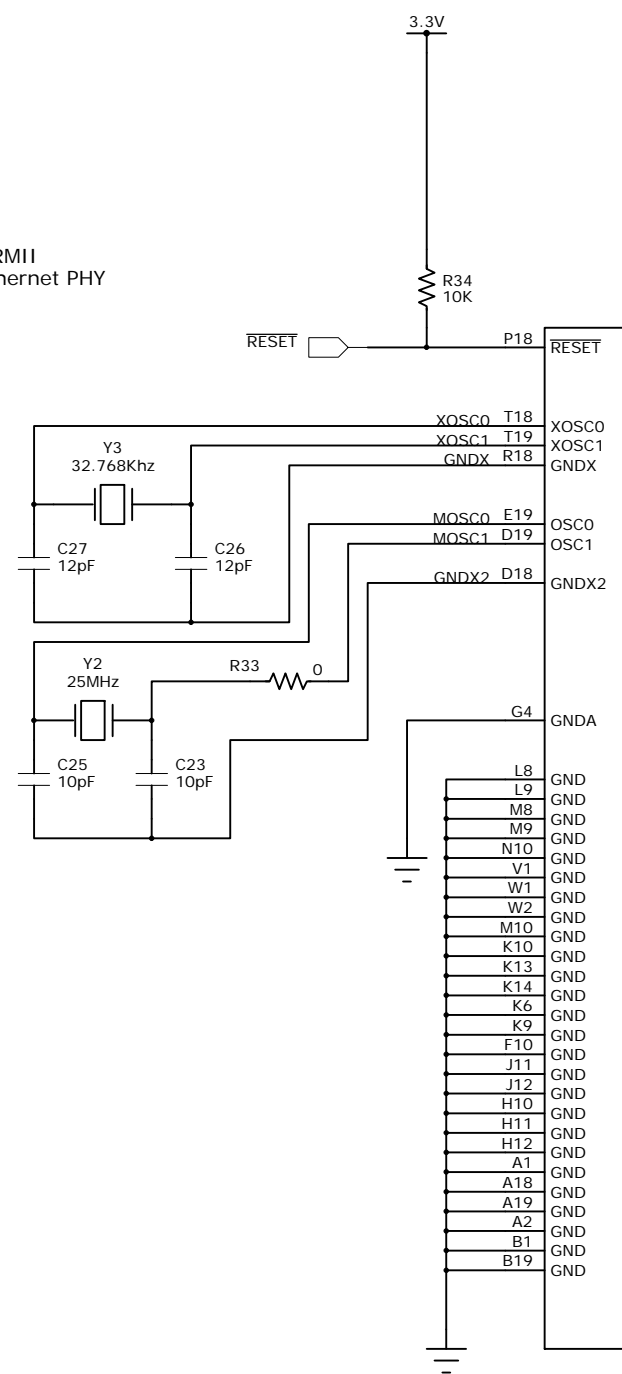 3.3V
RMII
hernet PHY
R34
10K
RESET
P18
RESET
XOSC0 T18 XOSC0
XOSC1 T19 XOSC1
GNDX R18 GNDX
Y3
32.768Khz
C27
12pF
C26
12pF
MOSC0 E19 OSC0
MOSC1 D19 OSC1
GNDX2 D18 GNDX2
Y2
25MHz
R33
0
C25
10pF
C23
10pF
G4 GNDA
L8 GND
L9 GND
M8 GND
M9 GND
N10 GND
V1 GND
W1 GND
W2 GND
M10 GND
K10 GND
K13 GND
K14 GND
K6 GND
K9 GND
F10 GND
J11 GND
J12 GND
H10 GND
H11 GND
H12 GND
A1 GND
A18 GND
A19 GND
A2 GND
B1 GND
B19 GND